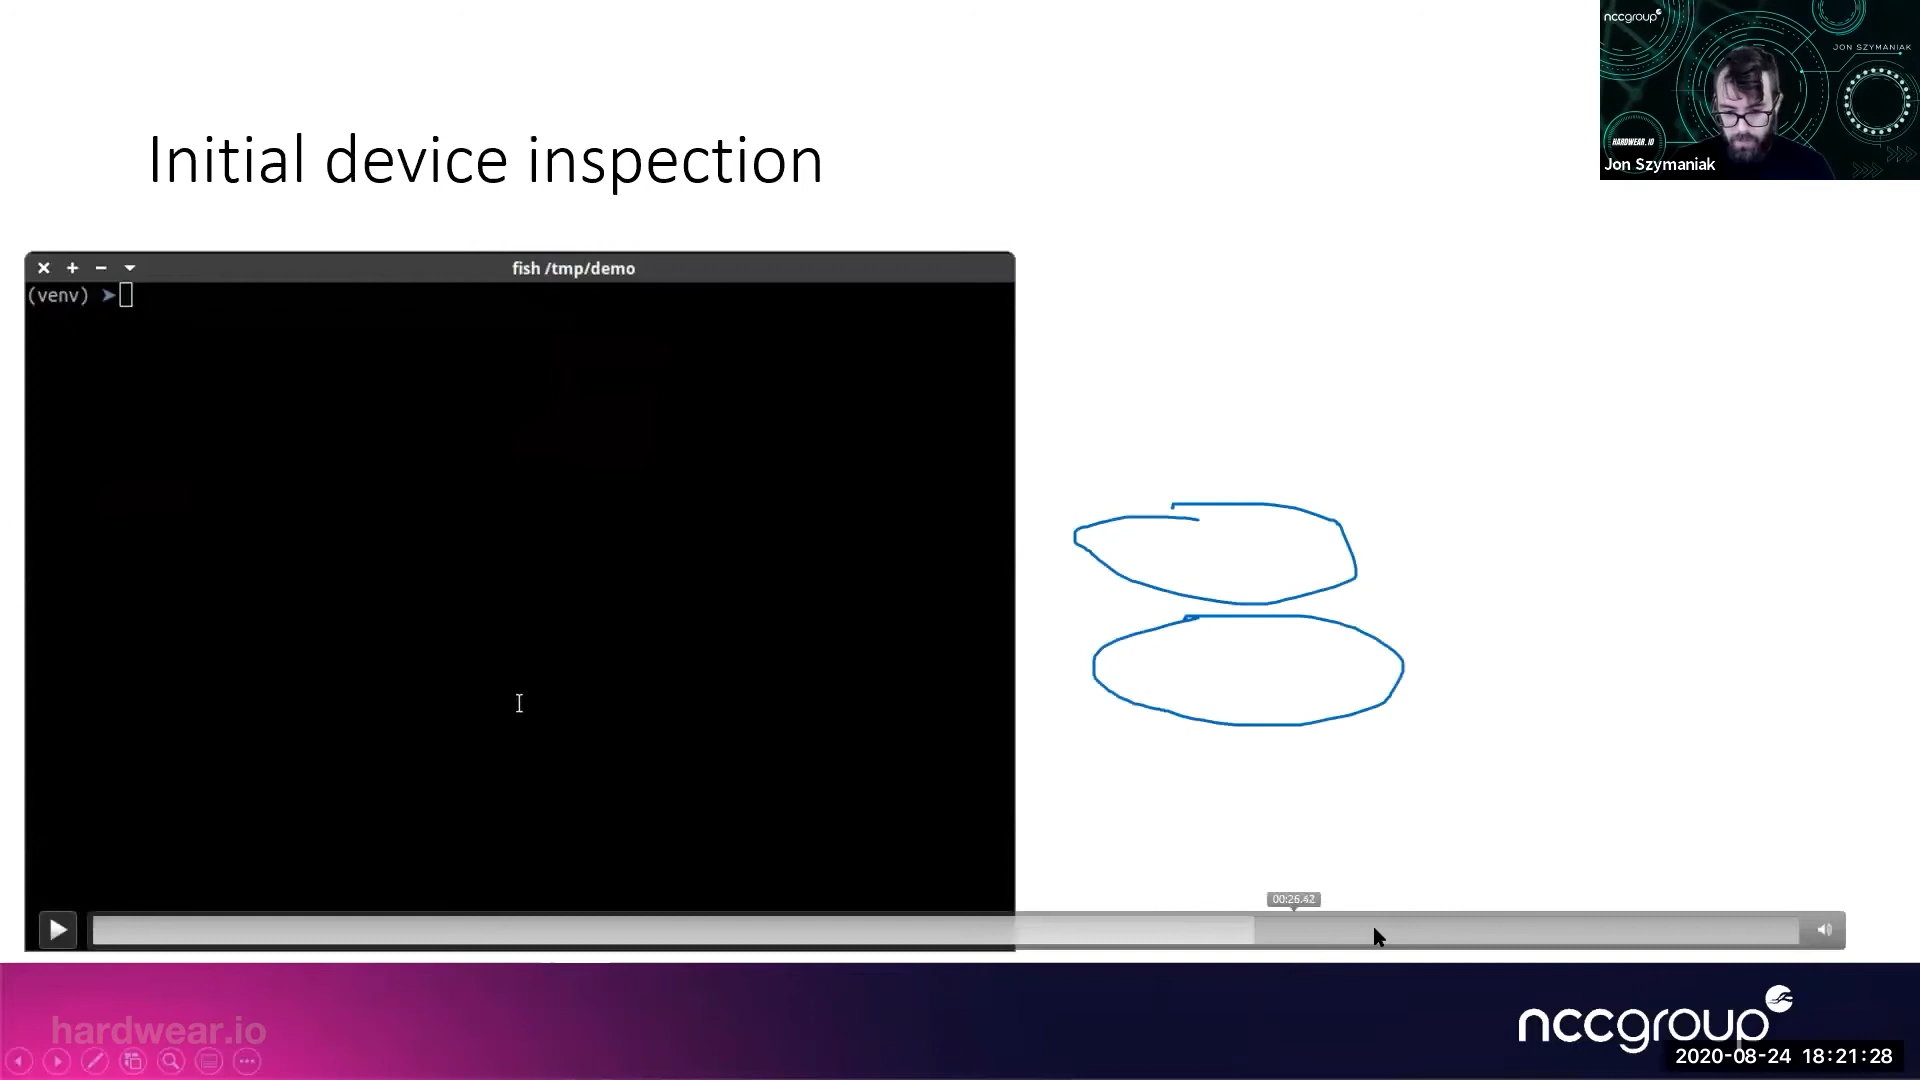 nccgroup
JON SZYMANIAK
HARDWEAR.IO
Jon Szymaniak
Initial device inspection
fish /tmp/demo
(venv) ➤
00:26.42
hardwear.io
nccgroup
2020-08-24 18:21:28